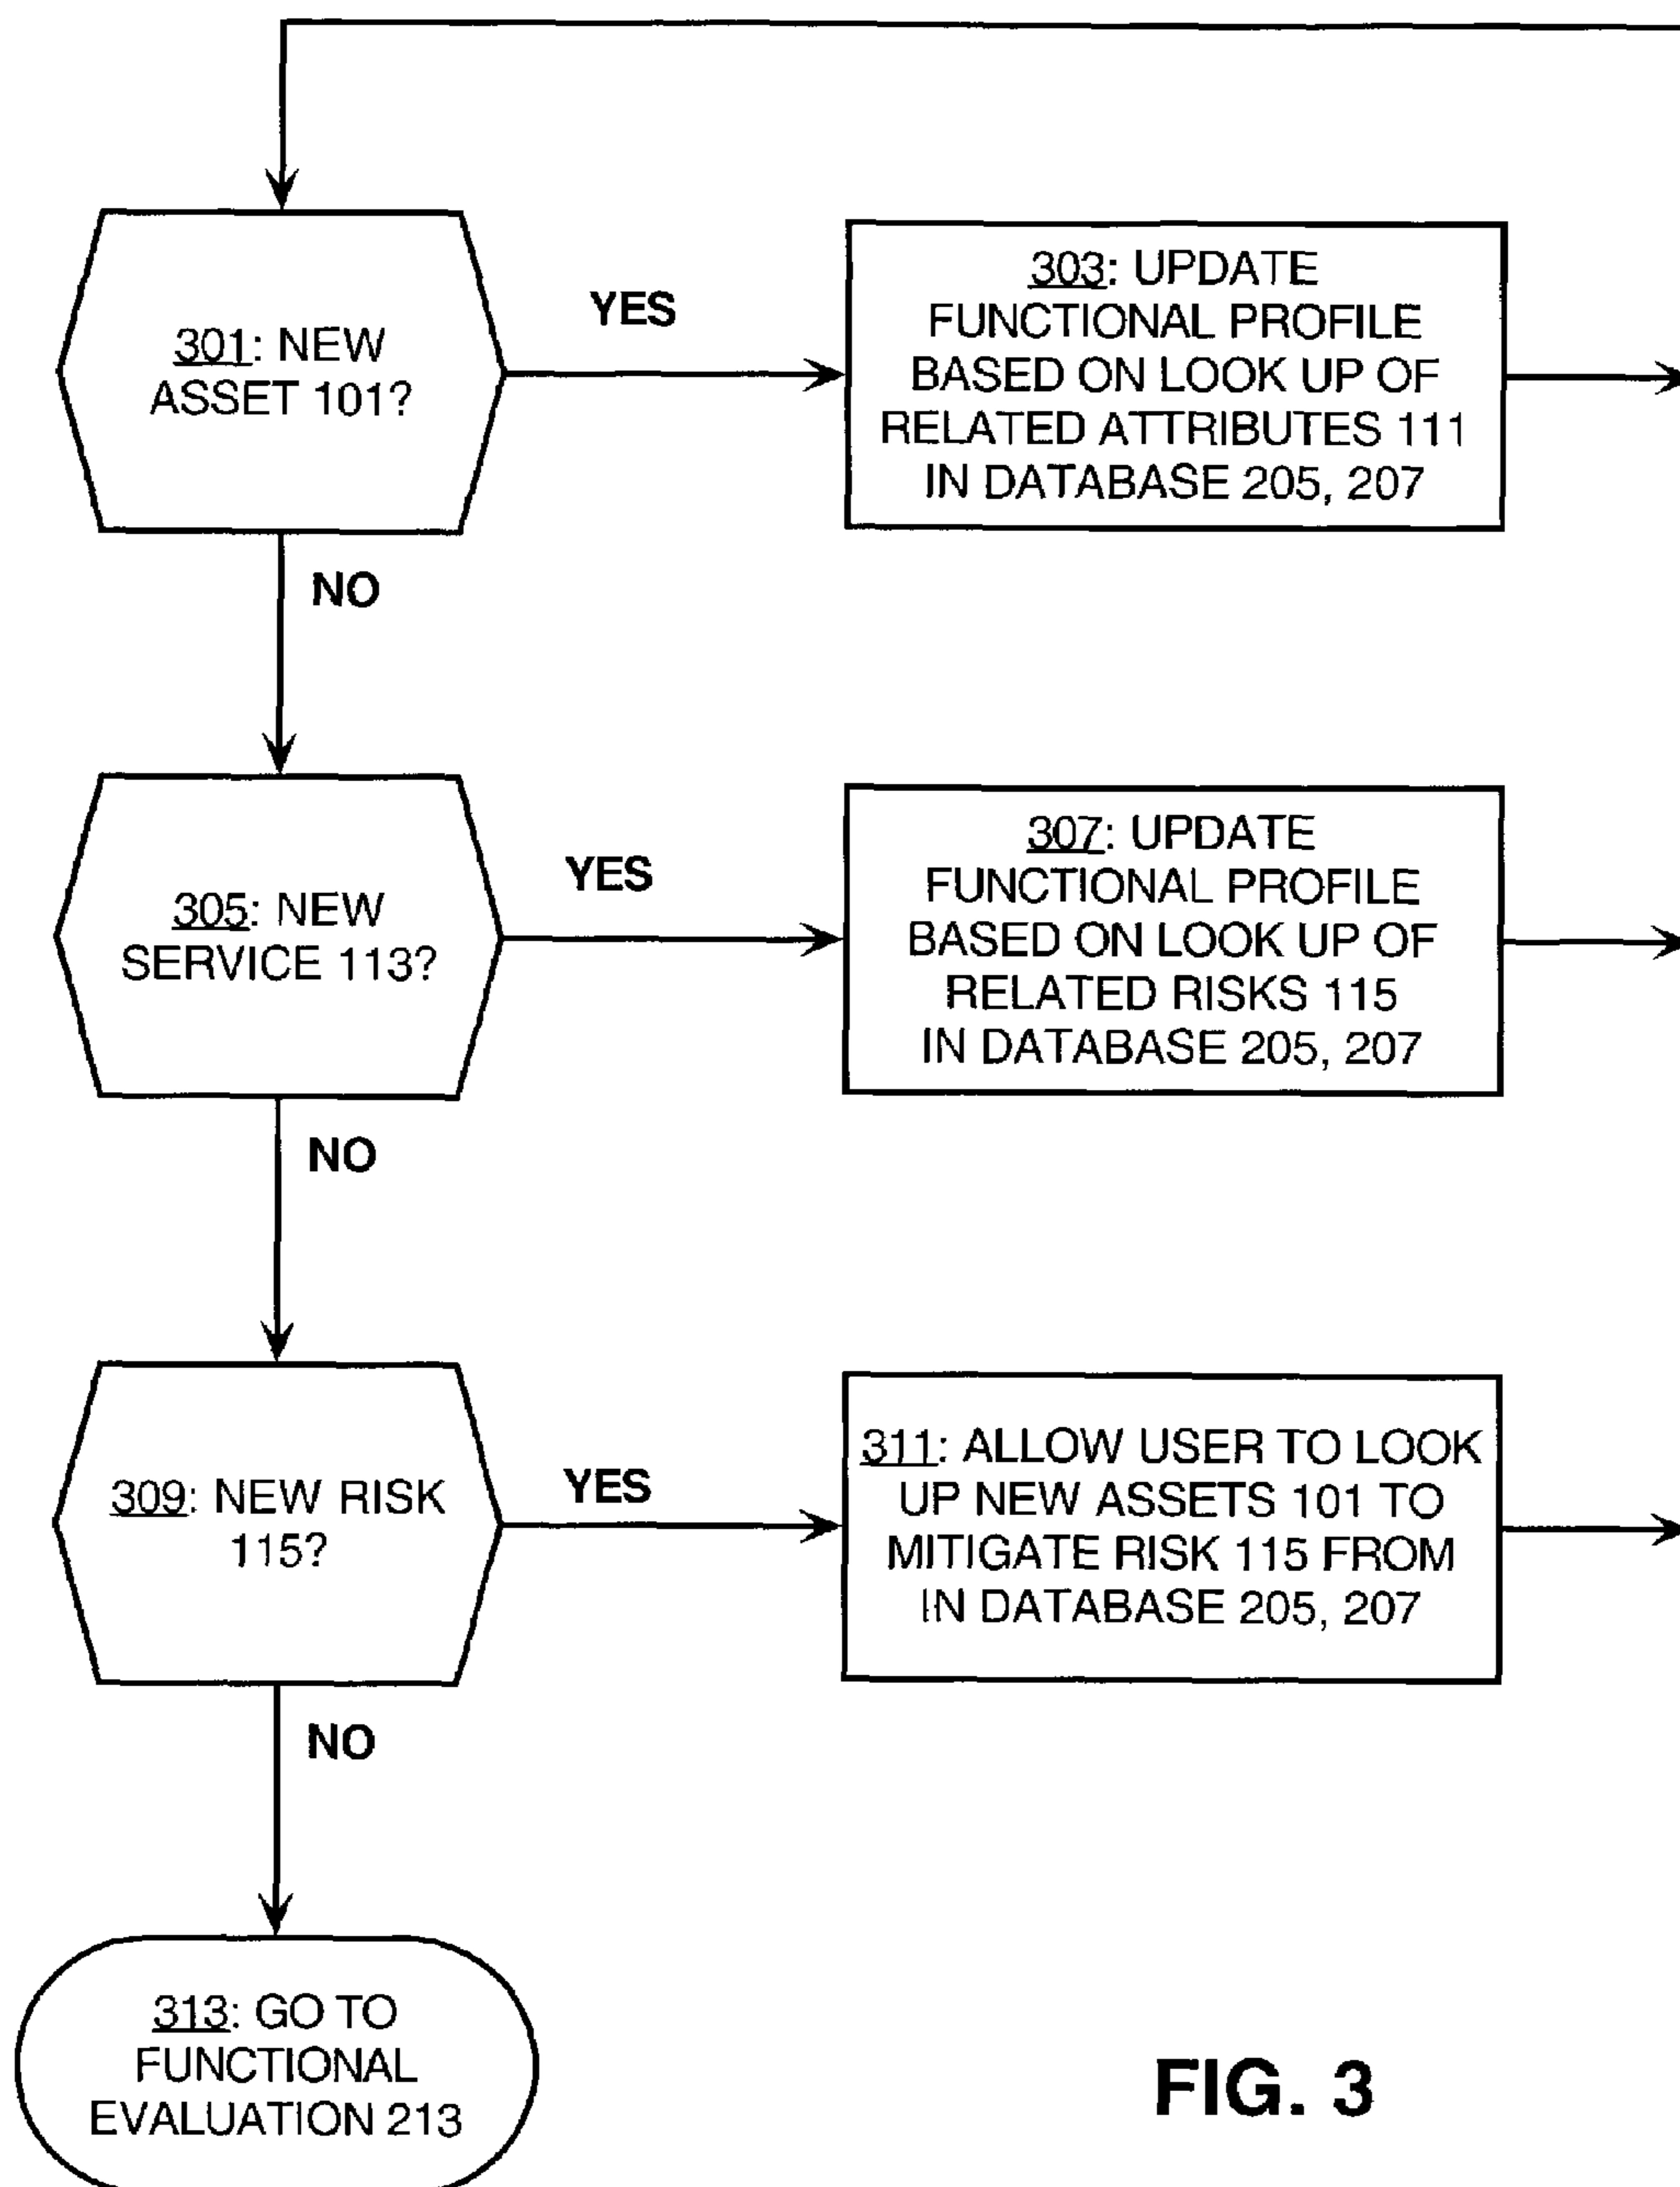 301: NEW
ASSET 101?
YES
303: UPDATE
FUNCTIONAL PROFILE
BASED ON LOOK UP OF
RELATED ATTRIBUTES 111
IN DATABASE 205, 207
NO
305: NEW
SERVICE 113?
YES
307: UPDATE
FUNCTIONAL PROFILE
BASED ON LOOK UP OF
RELATED RISKS 115
IN DATABASE 205, 207
NO
309: NEW RISK
115?
YES
311: ALLOW USER TO LOOK
UP NEW ASSETS 101 TO
MITIGATE RISK 115 FROM
IN DATABASE 205, 207
NO
313: GO TO
FUNCTIONAL
EVALUATION 213
FIG. 3